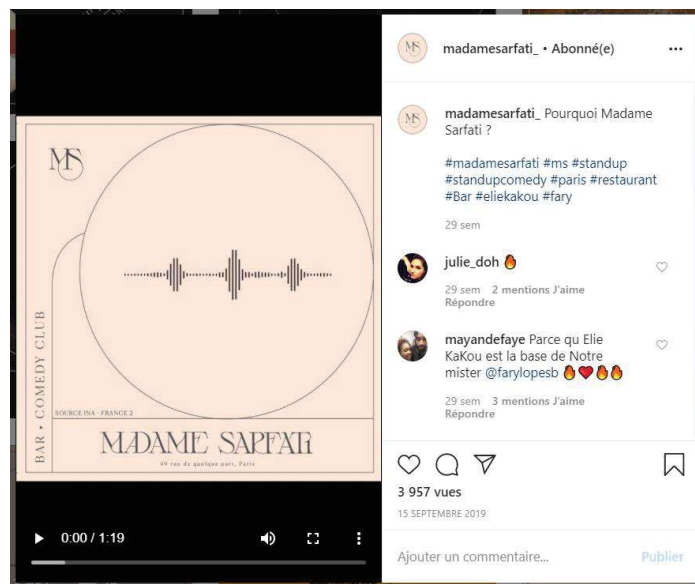 MS
BAR • COMEDY CLUB
SOURCE INA - FRANCE 2
MADAME SARFATI
49 rue de quelque part, Paris
0:00 / 1:19
MS
madamesarfati_ • Abonné(e)
MS
madamesarfati_ Pourquoi Madame
Sarfati ?
#madamesarfati #ms #standup
#standupcomedy #paris #restaurant
#Bar #eliekakou #fary
29 sem
julie_doh 🔥
29 sem 2 mentions J'aime
Répondre
mayandefaye Parce qu Elie
KaKou est la base de Notre
mister @farylopesb 🔥❤️🔥🔥
29 sem 3 mentions J'aime
Répondre
3 957 vues
15 SEPTEMBRE 2019
Ajouter un commentaire...
Publier